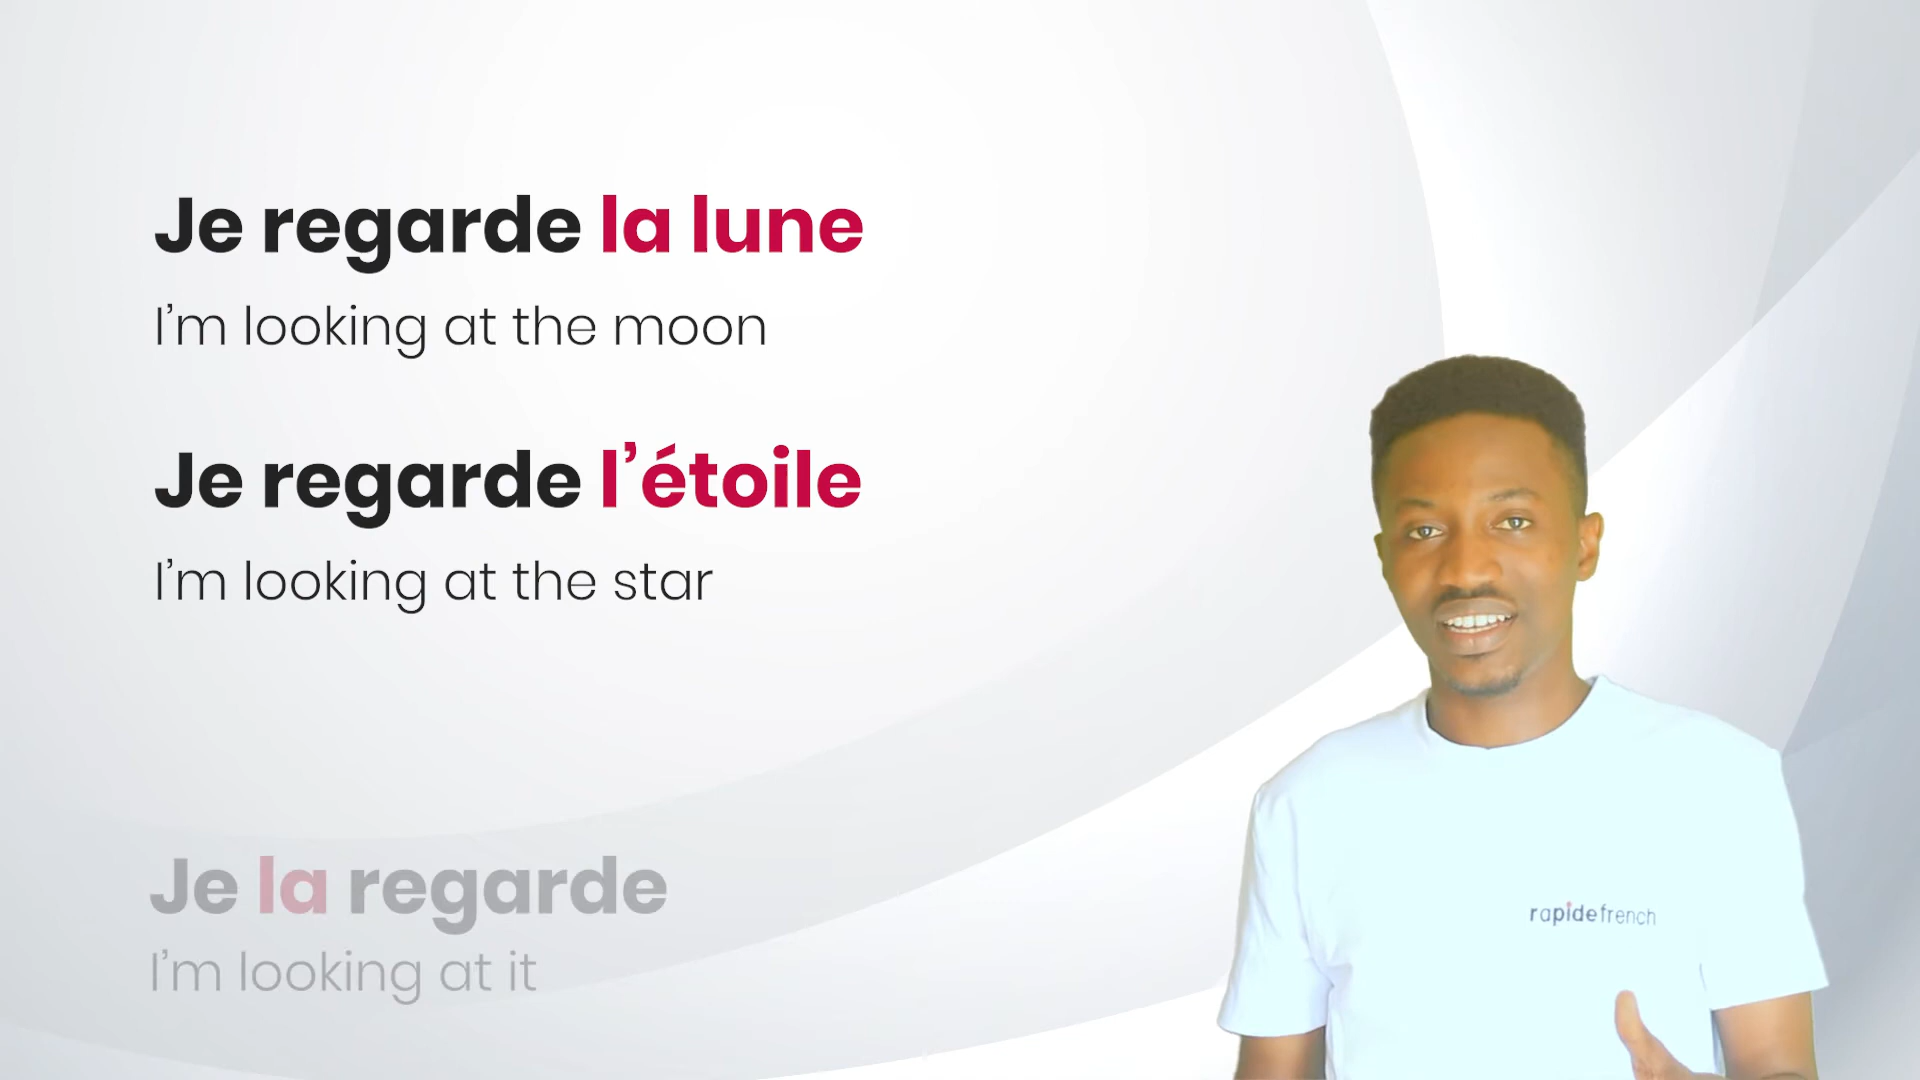 Je regarde la lune
I'm looking at the moon
Je regarde l'étoile
I'm looking at the star
Je la regarde
I'm looking at it
rapidefrench